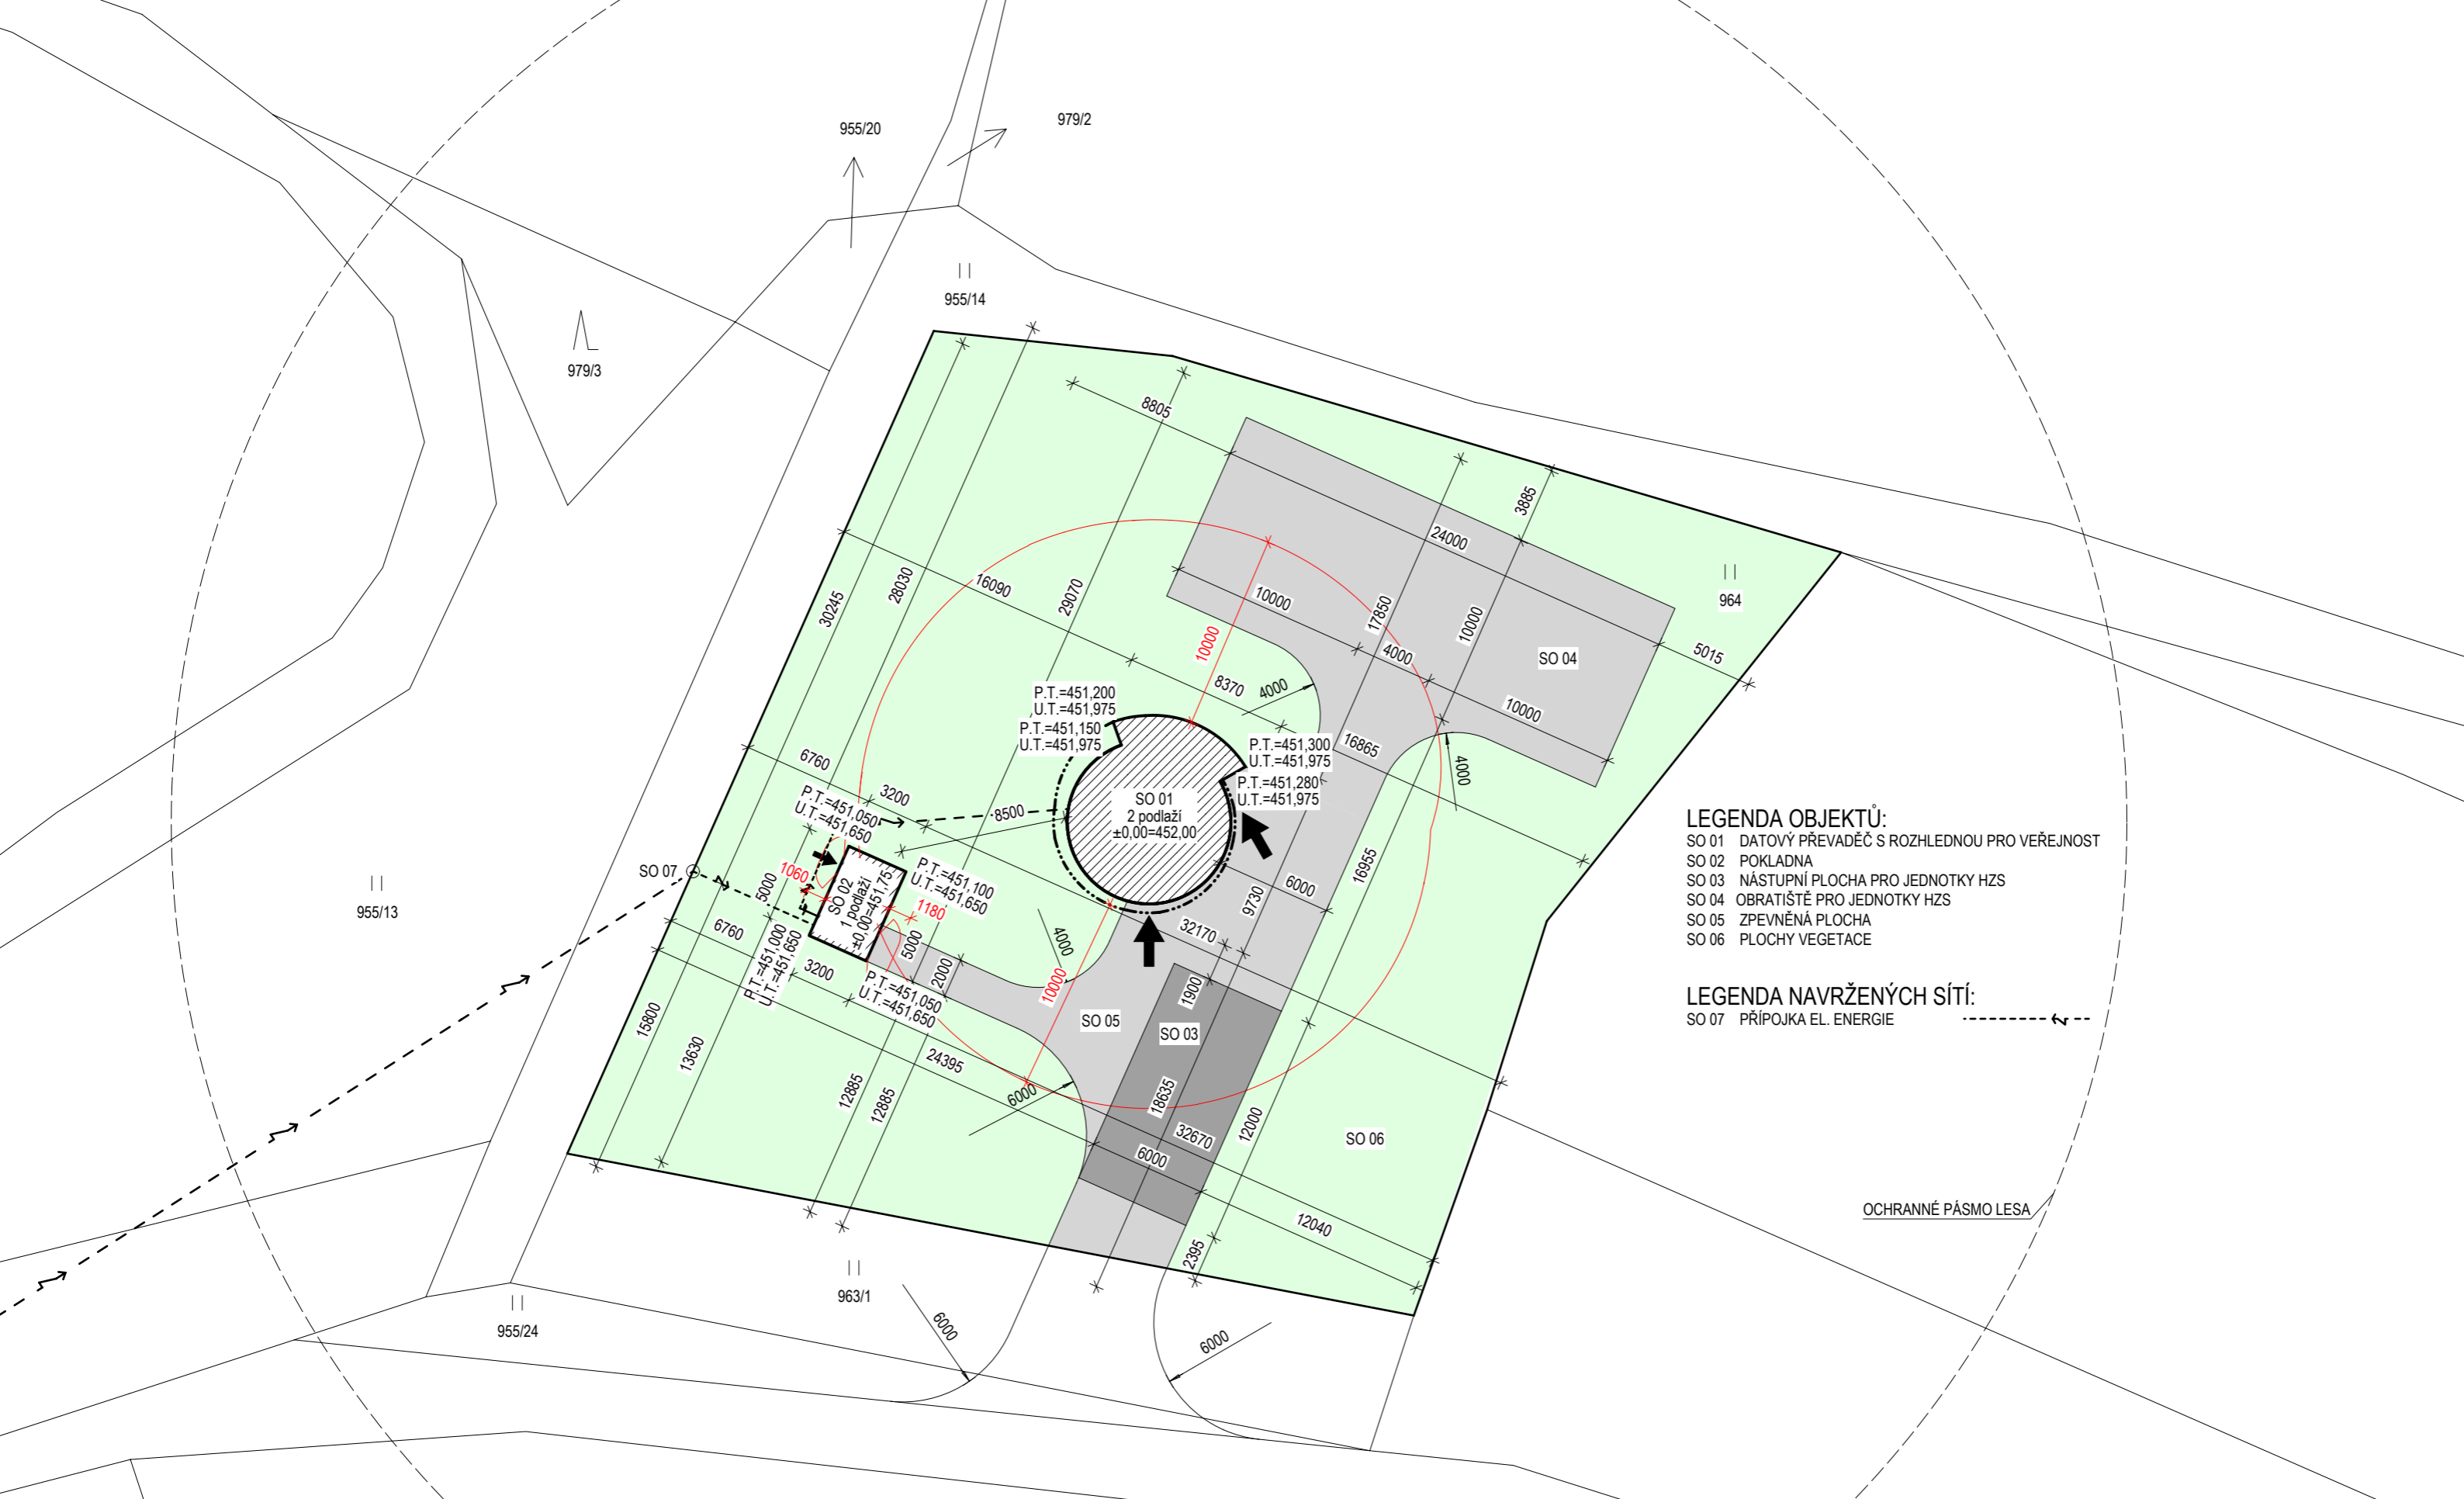 955/20
979/2
955/14
979/3
8805
3885
24000
28030
16090
30245
29070
10000
17850
10000
964
10000
4000
5015
SO 04
8370
4000
10000
P.T.=451,200
U.T.=451,975
P.T.=451,150
U.T.=451,975
P.T.=451,300
U.T.=451,975
P.T.=451,280
U.T.=451,975
16865
4000
6760
3200
P.T.=451,050
U.T.=451,650
8500
SO 01
2 podlaží
±0,00=452,00
SO 07
1060
5000
SO 02
1 podlaží
±0,00=451,75
P.T.=451,100
U.T.=451,650
1180
16955
6000
9730
955/13
6760
P.T.=451,000
U.T.=451,650
3200
5000
2000
4000
32170
10000
1900
P.T.=451,050
U.T.=451,650
15800
13630
12885
12885
24395
6000
SO 05
SO 03
18635
12000
32670
6000
SO 06
12040
2395
963/1
955/24
6000
6000
LEGENDA OBJEKTŮ:
SO 01 DATOVÝ PŘEVADĚČ S ROZHLEDNOU PRO VEŘEJNOST
SO 02 POKLADNA
SO 03 NÁSTUPNÍ PLOCHA PRO JEDNOTKY HZS
SO 04 OBRATIŠTĚ PRO JEDNOTKY HZS
SO 05 ZPEVNĚNÁ PLOCHA
SO 06 PLOCHY VEGETACE
LEGENDA NAVRŽENÝCH SÍTÍ:
SO 07 PŘÍPOJKA EL. ENERGIE
OCHRANNÉ PÁSMO LESA